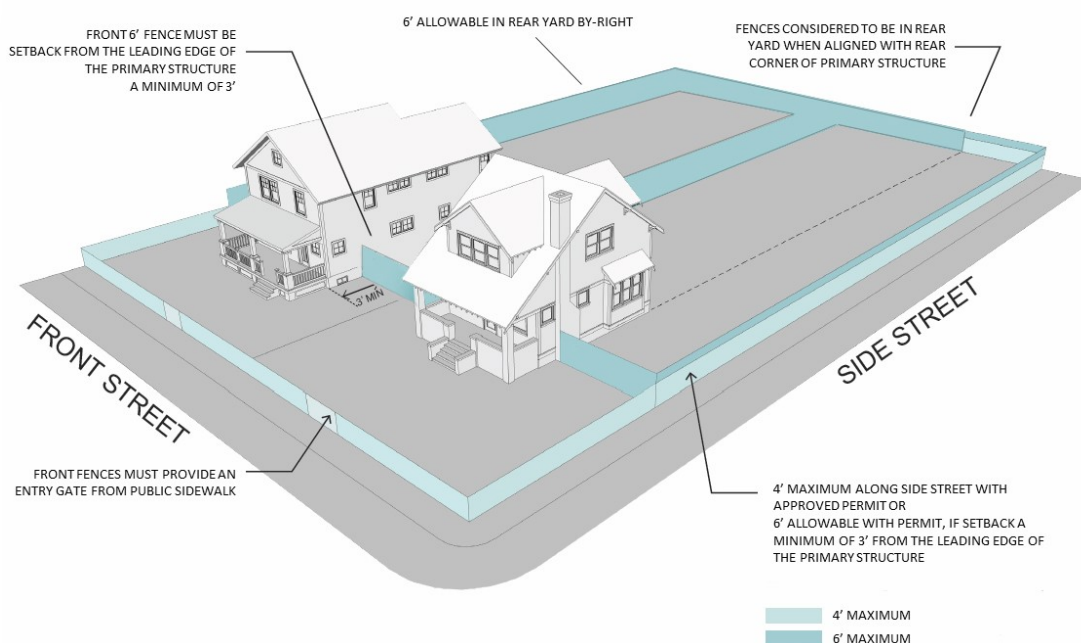 6’ ALLOWABLE IN REAR YARD BY-RIGHT
FRONT 6’ FENCE MUST BE
SETBACK FROM THE LEADING EDGE OF
THE PRIMARY STRUCTURE
A MINIMUM OF 3’
FENCES CONSIDERED TO BE IN REAR
YARD WHEN ALIGNED WITH REAR
CORNER OF PRIMARY STRUCTURE
3’ MIN
FRONT STREET
SIDE STREET
FRONT FENCES MUST PROVIDE AN
ENTRY GATE FROM PUBLIC SIDEWALK
4’ MAXIMUM ALONG SIDE STREET WITH
APPROVED PERMIT OR
6’ ALLOWABLE WITH PERMIT, IF SETBACK A
MINIMUM OF 3’ FROM THE LEADING EDGE OF
THE PRIMARY STRUCTURE
4’ MAXIMUM
6’ MAXIMUM